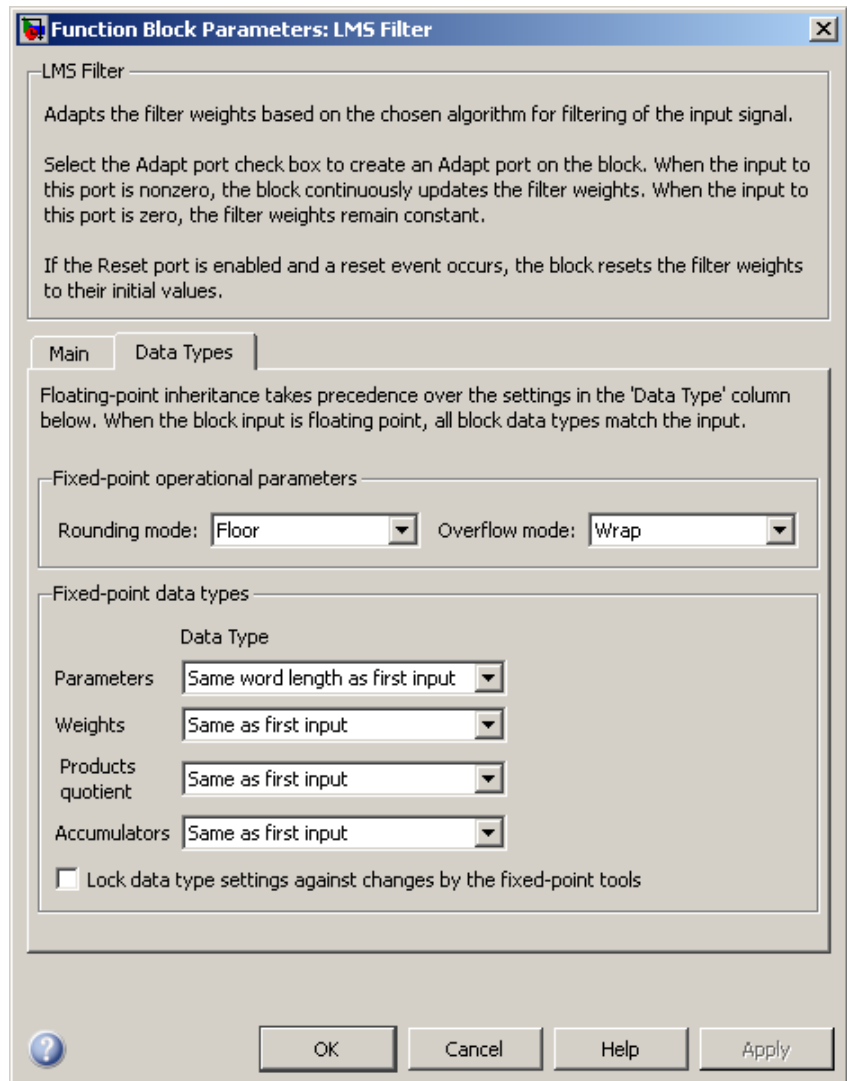 Function Block Parameters: LMS Filter
LMS Filter
Adapts the filter weights based on the chosen algorithm for filtering of the input signal.
Select the Adapt port check box to create an Adapt port on the block. When the input to
this port is nonzero, the block continuously updates the filter weights. When the input to
this port is zero, the filter weights remain constant.
If the Reset port is enabled and a reset event occurs, the block resets the filter weights
to their initial values.
Main Data Types
Floating-point inheritance takes precedence over the settings in the 'Data Type' column
below. When the block input is floating point, all block data types match the input.
Fixed-point operational parameters
Rounding mode: Floor Overflow mode: Wrap
Fixed-point data types
Data Type
Parameters Same word length as first input
Weights Same as first input
Products
quotient Same as first input
Accumulators Same as first input
Lock data type settings against changes by the fixed-point tools
OK Cancel Help Apply